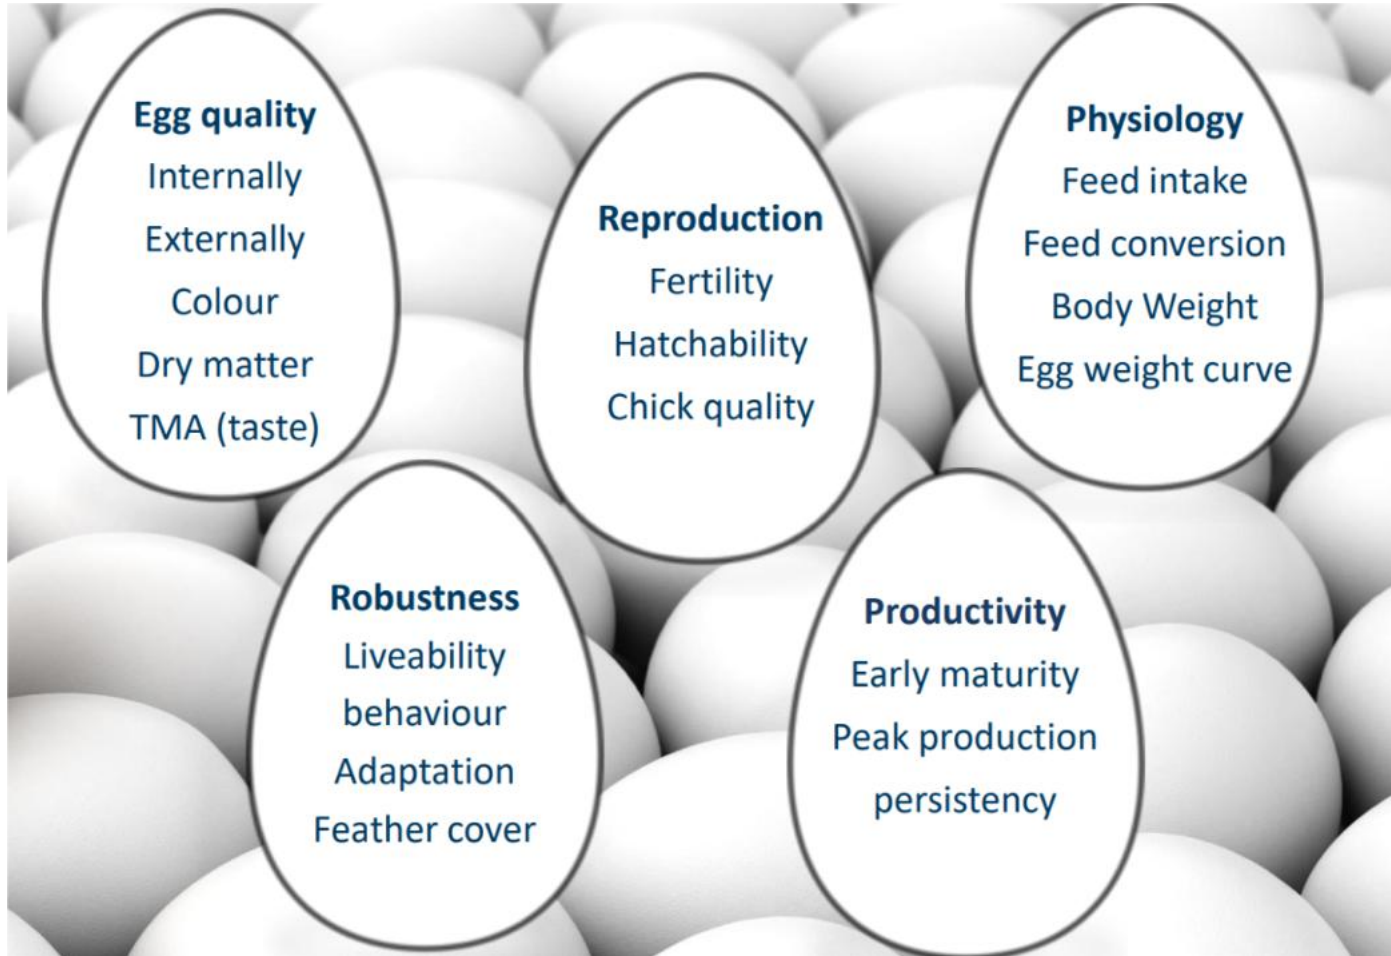 Egg quality
Internally
Externally
Colour
Dry matter
TMA (taste)
Reproduction
Fertility
Hatchability
Chick quality
Physiology
Feed intake
Feed conversion
Body Weight
Egg weight curve
Robustness
Liveability
behaviour
Adaptation
Feather cover
Productivity
Early maturity
Peak production
persistency